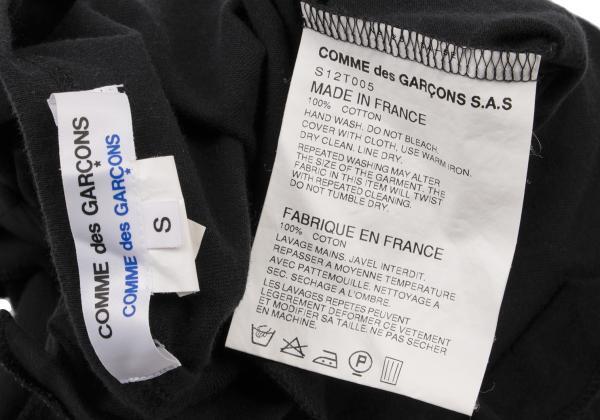 COMME des GARÇONS
COMME des GARÇONS
S
COMME des GARÇONS S.A.S
S12T005
MADE IN FRANCE
100% COTTON
HAND WASH. DO NOT BLEACH.
COVER WITH CLOTH, USE WARM IRON.
DRY CLEAN. LINE DRY.
REPEATED WASHING MAY ALTER
THE SIZE OF THE GARMENT. THE
FABRIC IN THIS ITEM WILL TWIST
WITH REPEATED CLEANING.
DO NOT TUMBLE DRY.
FABRIQUE EN FRANCE
100% COTON
LAVAGE MAINS. JAVEL INTERDIT.
REPASSER A MOYENNE TEMPERATURE
AVEC PATTEMOUILLE. NETTOYAGE A
SEC. SECHAGE A L'OMBRE.
LES LAVAGES REPETES PEUVENT
LEGEREMENT DEFORMER CE VETEMENT
ET MODIFIER SA TAILLE. NE PAS SECHER
EN MACHINE.
P